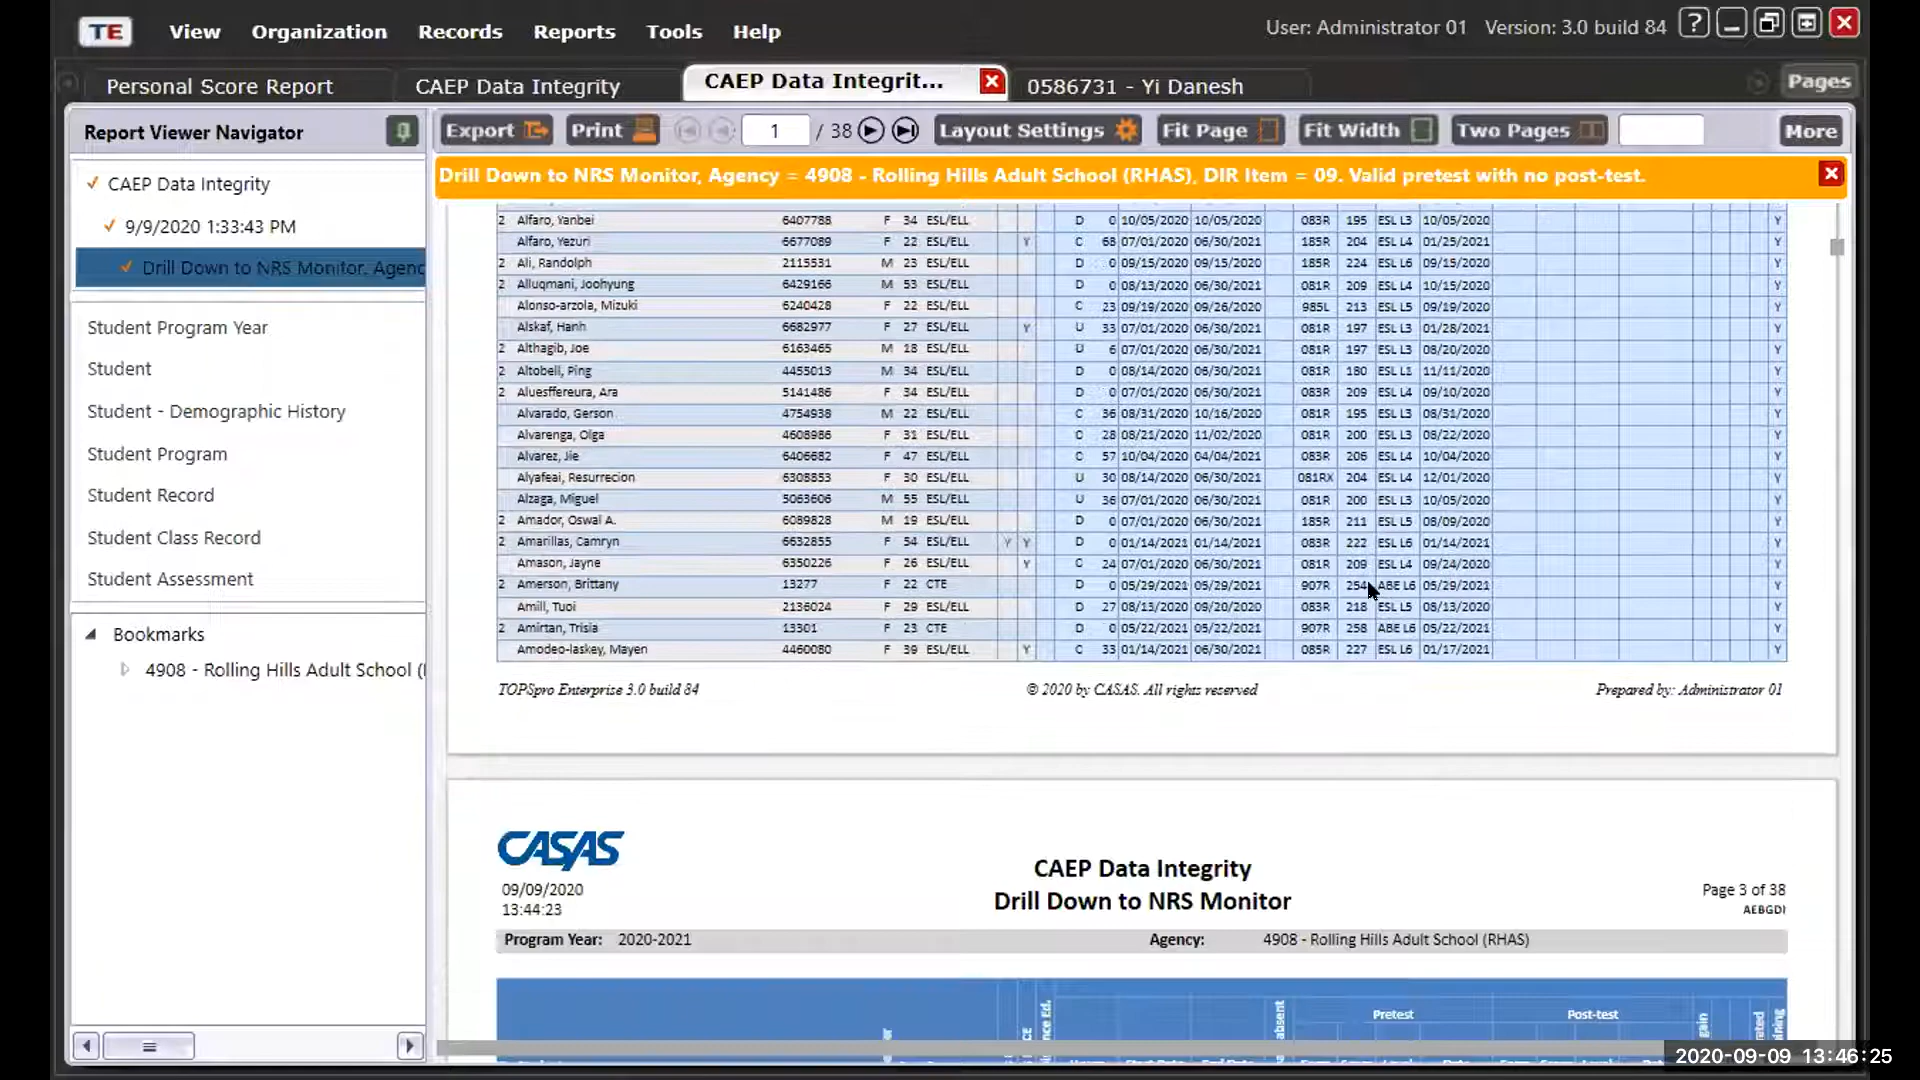 TE View Organization Records Reports Tools Help User: Administrator 01 Version: 3.0 build 84 ?
Personal Score Report CAEP Data Integrity CAEP Data Integrit... 0586731 - Yi Danesh Pages
Report Viewer Navigator Export Print 1 / 38 Layout Settings Fit Page Fit Width Two Pages More
Drill Down to NRS Monitor, Agency = 4908 - Rolling Hills Adult School (RHAS), DIR Item = 09. Valid pretest with no post-test.
CAEP Data Integrity
9/9/2020 1:33:43 PM
Drill Down to NRS Monitor, Agenc
Student Program Year
Student
Student - Demographic History
Student Program
Student Record
Student Class Record
Student Assessment
Bookmarks
4908 - Rolling Hills Adult School (
2 Alfaro, Yanbei 6407788 F 34 ESL/ELL D 0 10/05/2020 10/05/2020 083R 195 ESL L3 10/05/2020 Y
Alfaro, Yezuri 6677089 F 22 ESL/ELL Y C 68 07/01/2020 06/30/2021 185R 204 ESL L4 01/25/2021 Y
2 Ali, Randolph 2115531 M 23 ESL/ELL D 0 09/15/2020 09/15/2020 185R 224 ESL L6 09/15/2020 Y
2 Alluqmani, Joohyung 6429166 M 53 ESL/ELL D 0 08/13/2020 06/30/2021 081R 209 ESL L4 10/15/2020 Y
Alonso-arzola, Mizuki 6240428 F 22 ESL/ELL C 23 09/19/2020 09/26/2020 985L 213 ESL L5 09/19/2020 Y
Alskaf, Hanh 6682977 F 27 ESL/ELL Y U 33 07/01/2020 06/30/2021 081R 197 ESL L3 01/28/2021 Y
2 Althagib, Joe 6163465 M 18 ESL/ELL U 6 07/01/2020 06/30/2021 081R 197 ESL L3 08/20/2020 Y
2 Altobell, Ping 4455013 M 34 ESL/ELL D 0 08/14/2020 06/30/2021 081R 180 ESL L1 11/11/2020 Y
2 Aluesffereura, Ara 5141486 F 34 ESL/ELL D 0 07/01/2020 06/30/2021 083R 209 ESL L4 09/10/2020 Y
Alvarado, Gerson 4754938 M 22 ESL/ELL C 36 08/31/2020 10/16/2020 081R 195 ESL L3 08/31/2020 Y
Alvarenga, Olga 4608986 F 31 ESL/ELL C 28 08/21/2020 11/02/2020 081R 200 ESL L3 08/22/2020 Y
Alvarez, Jie 6406682 F 47 ESL/ELL C 57 10/04/2020 04/04/2021 083R 206 ESL L4 10/04/2020 Y
Alyafeai, Resurrecion 6308853 F 30 ESL/ELL U 30 08/14/2020 06/30/2021 081RX 204 ESL L4 12/01/2020 Y
Alzaga, Miguel 5063606 M 55 ESL/ELL U 36 07/01/2020 06/30/2021 081R 200 ESL L3 10/05/2020 Y
2 Amador, Oswal A. 6089828 M 19 ESL/ELL D 0 07/01/2020 06/30/2021 185R 211 ESL L5 08/09/2020 Y
2 Amarillas, Camryn 6632855 F 54 ESL/ELL Y Y D 0 01/14/2021 01/14/2021 083R 222 ESL L6 01/14/2021 Y
Amason, Jayne 6350226 F 26 ESL/ELL Y C 24 07/01/2020 06/30/2021 081R 209 ESL L4 09/24/2020 Y
2 Amerson, Brittany 13277 F 22 CTE D 0 05/29/2021 05/29/2021 907R 254 ABE L6 05/29/2021 Y
Amill, Tuoi 2136024 F 29 ESL/ELL D 27 08/13/2020 09/20/2020 083R 218 ESL L5 08/13/2020 Y
2 Amirtan, Trisia 13301 F 23 CTE D 0 05/22/2021 05/22/2021 907R 258 ABE L6 05/22/2021 Y
Amodeo-laskey, Mayen 4460080 F 39 ESL/ELL Y C 33 01/14/2021 06/30/2021 085R 227 ESL L6 01/17/2021 Y
TOPSpro Enterprise 3.0 build 84 © 2020 by CASAS. All rights reserved Prepared by: Administrator 01
CASAS
09/09/2020
13:44:23
CAEP Data Integrity
Drill Down to NRS Monitor
Page 3 of 38
AEBGDI
Program Year: 2020-2021 Agency: 4908 - Rolling Hills Adult School (RHAS)
Pretest Post-test
2020-09-09 13:46:25